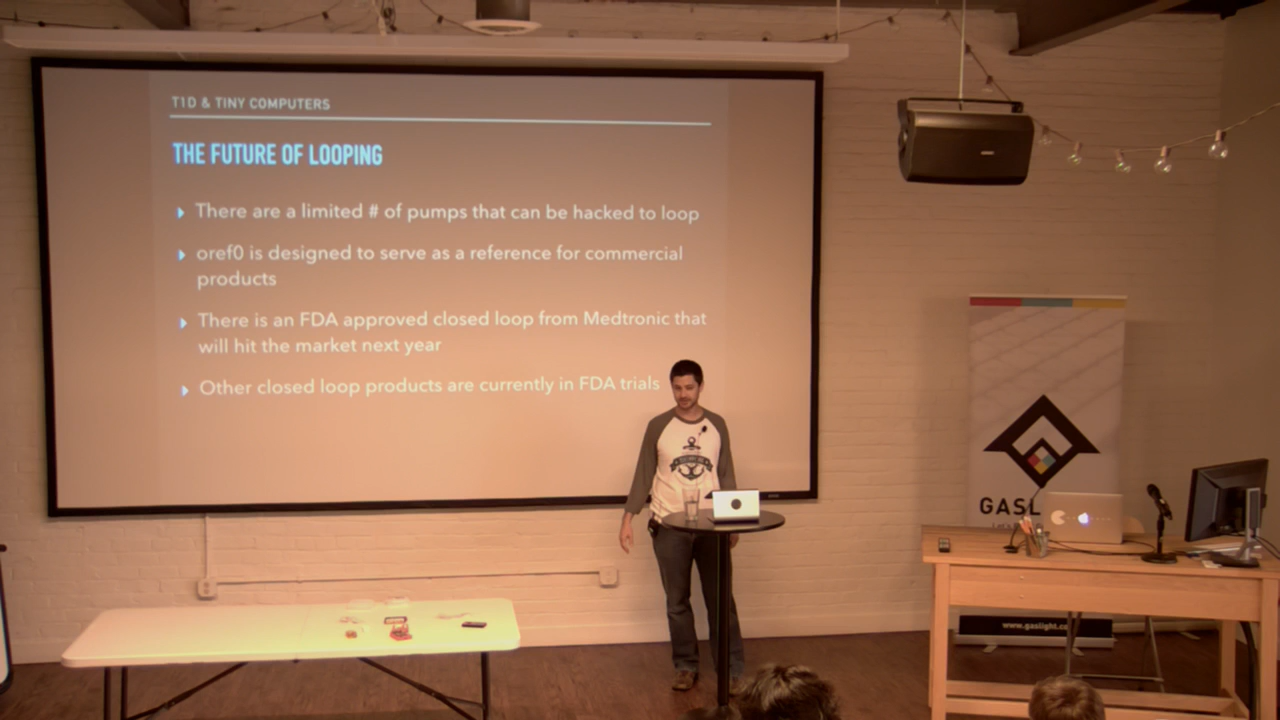 T1D & TINY COMPUTERS
THE FUTURE OF LOOPING
There are a limited # of pumps that can be hacked to loop
oref0 is designed to serve as a reference for commercial
products
There is an FDA approved closed loop from Medtronic that
will hit the market next year
Other closed loop products are currently in FDA trials
GASL
www.gaslight.co